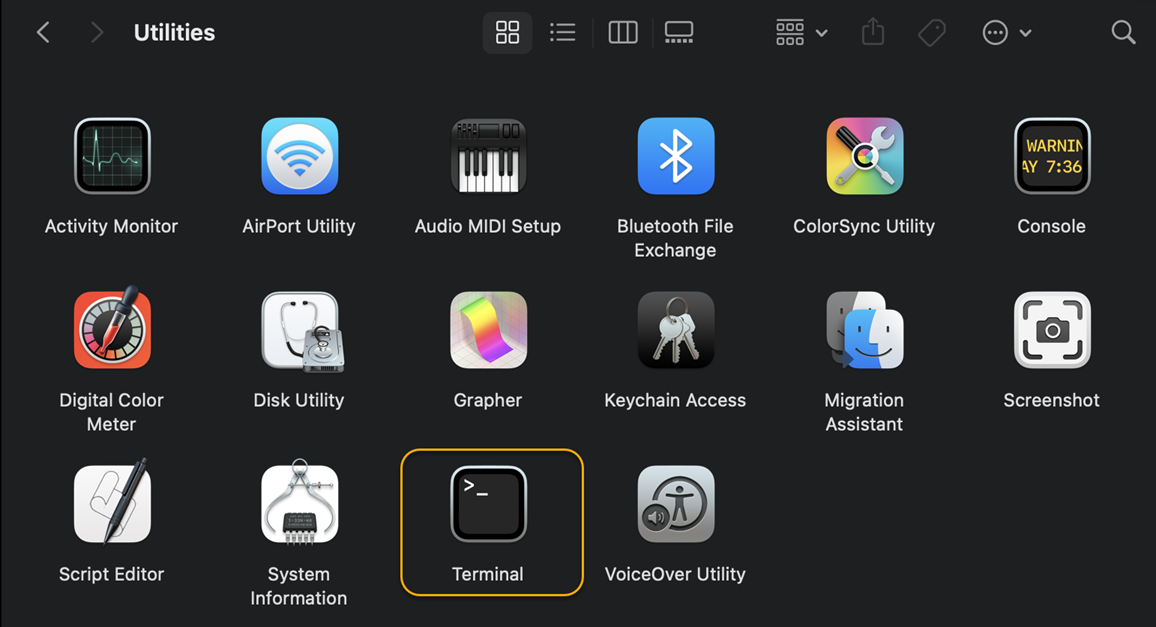 Utilities
WARNIN
AY 7:36
Activity Monitor
AirPort Utility
Audio MIDI Setup
Bluetooth File
Exchange
ColorSync Utility
Console
Digital Color
Meter
Disk Utility
Grapher
Keychain Access
Migration
Assistant
Screenshot
>_
Script Editor
System
Information
Terminal
VoiceOver Utility